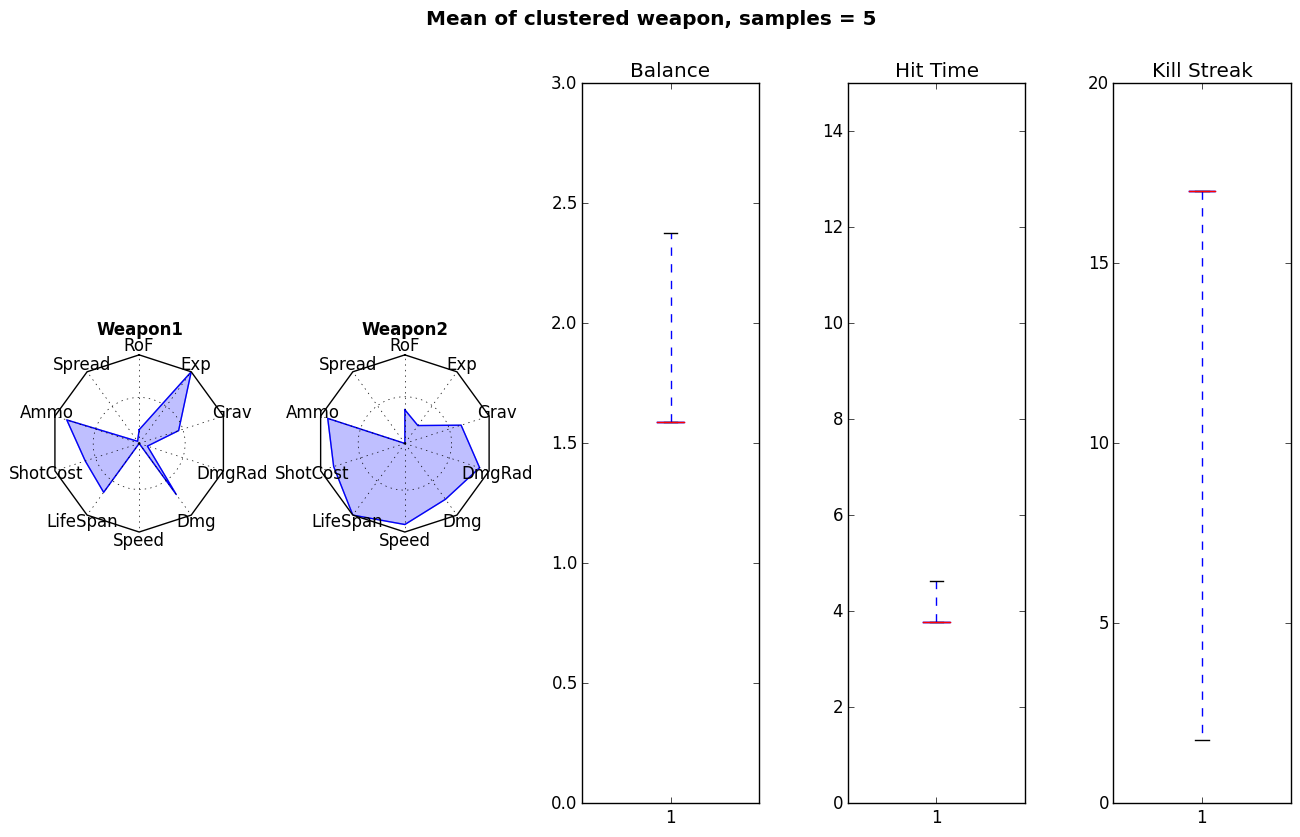 Mean of clustered weapon, samples = 5
Weapon1
RoF
Spread
Exp
Ammo
Grav
ShotCost
DmgRad
LifeSpan
Dmg
Speed
Weapon2
RoF
Spread
Exp
Ammo
Grav
ShotCost
DmgRad
LifeSpan
Dmg
Speed
Balance
3.0
2.5
2.0
1.5
1.0
0.5
0.0
1
Hit Time
14
12
10
8
6
4
2
0
1
Kill Streak
20
15
10
5
0
1